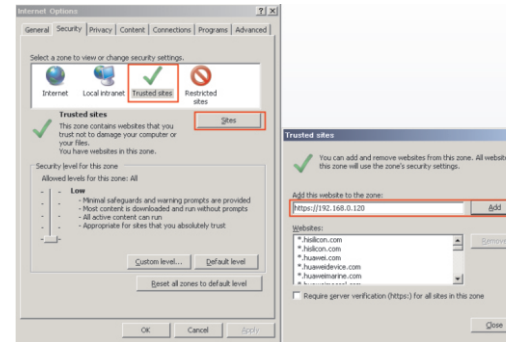 Internet Options
General Security Privacy Content Connections Programs Advanced
Select a zone to view or change security settings.
Internet Local intranet Trusted sites Restricted sites
Trusted sites
This zone contains websites that you
trust not to damage your computer or
your files.
You have websites in this zone.
Sites
Security level for this zone
Allowed levels for this zone: All
Low
- Minimal safeguards and warning prompts are provided
- Most content is downloaded and run without prompts
- All active content can run
- Appropriate for sites that you absolutely trust
Custom level... Default level
Reset all zones to default level
OK Cancel Apply
Trusted sites
You can add and remove websites from this zone. All website
this zone will use the zone's security settings.
Add this website to the zone:
https://192.168.0.120 Add
Websites:
*.hisilicon.com Remove
*.hislicon.com
*.huawei.com
*.huaweidevice.com
*.huaweimarine.com
Require server verification (https:) for all sites in this zone
Close